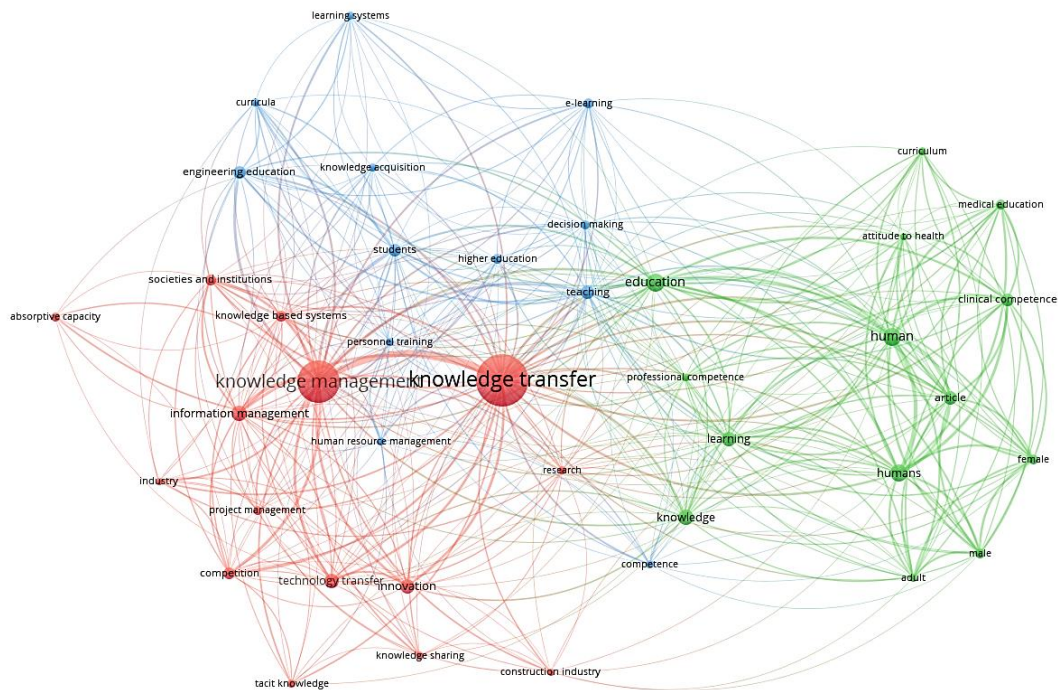 learning systems
curricula
e-learning
curriculum
knowledge acquisition
engineering education
medical education
decision making
attitude to health
students
higher education
societies and institutions
education
teaching
clinical competence
absorptive capacity
knowledge based systems
human
personnel training
professional competence
knowledge management
knowledge transfer
article
information management
human resource management
learning
female
research
humans
industry
project management
knowledge
male
competence
competition
technology transfer
innovation
adult
knowledge sharing
construction industry
tacit knowledge